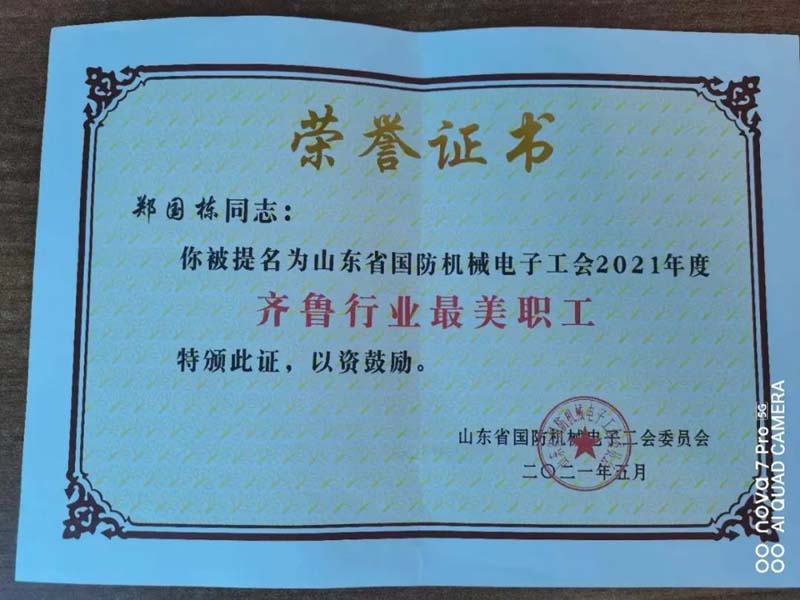 荣誉证书
郑国栋同志：
你被提名为山东省国防机械电子工会2021年度
齐鲁行业最美职工
特颁此证，以资鼓励。
山东省国防机械电子工会委员会
二〇二一年五月
nova 7 Pro 5G
AI QUAD CAMERA